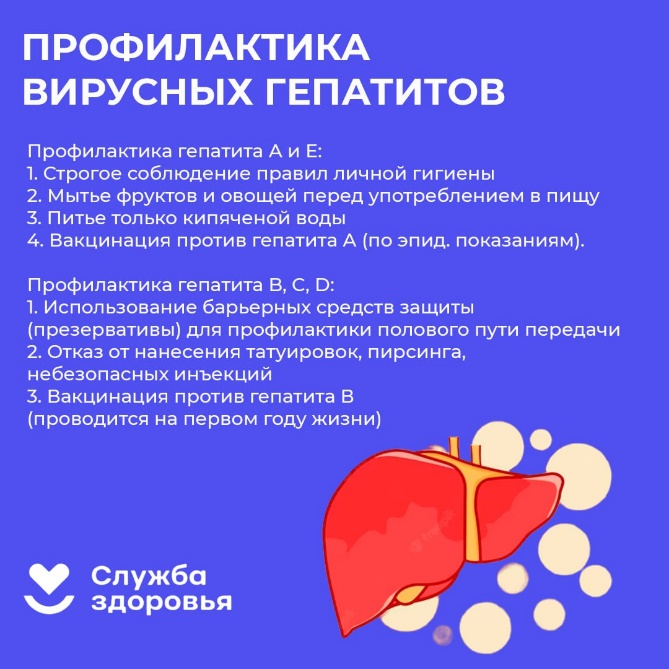 ПРОФИЛАКТИКА
ВИРУСНЫХ ГЕПАТИТОВ
Профилактика гепатита А и Е:
1. Строгое соблюдение правил личной гигиены
2. Мытье фруктов и овощей перед употреблением в пищу
3. Питье только кипяченой воды
4. Вакцинация против гепатита А (по эпид. показаниям).
Профилактика гепатита В, С, D:
1. Использование барьерных средств защиты
(презервативы) для профилактики полового пути передачи
2. Отказ от нанесения татуировок, пирсинга,
небезопасных инъекций
3. Вакцинация против гепатита В
(проводится на первом году жизни)
Служба
здоровья